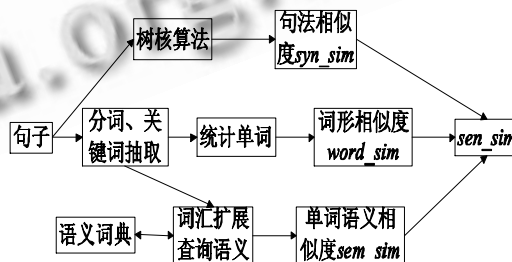 树核算法
句法相似
度syn_sim
句子
分词、关
键词抽取
统计单词
词形相似度
word_sim
sen_sim
语义词典
词汇扩展
查询语义
单词语义相
似度sem_sim